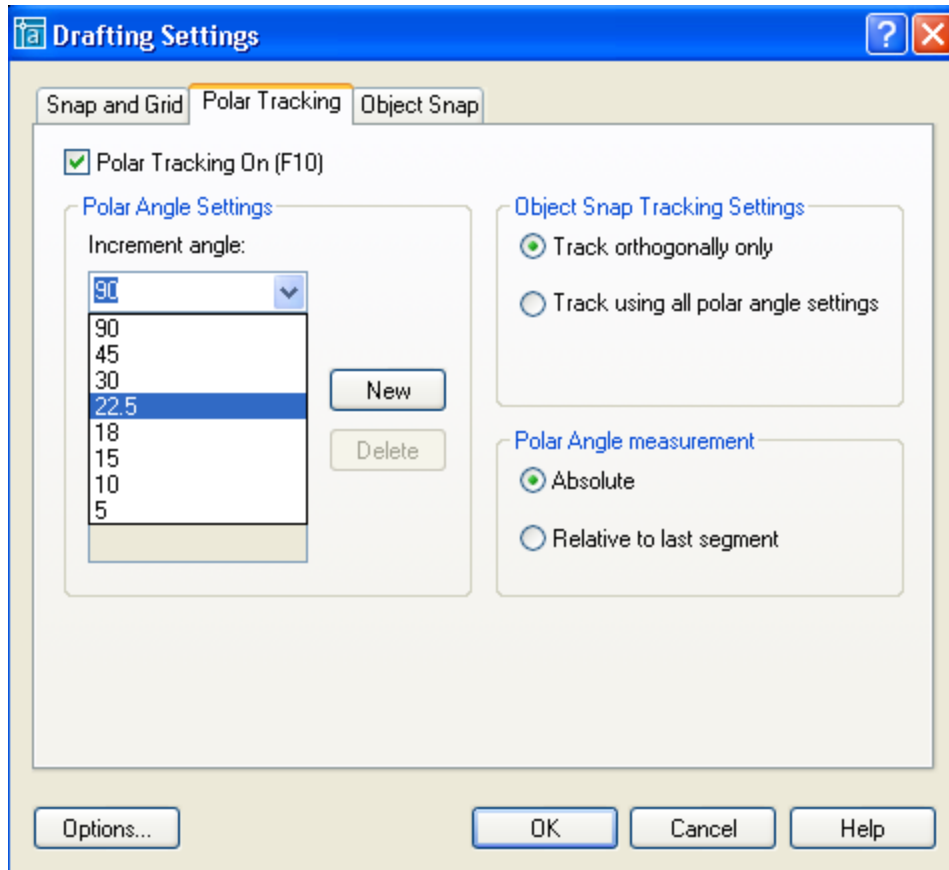 Drafting Settings
Snap and Grid
Polar Tracking
Object Snap
Polar Tracking On (F10)
Polar Angle Settings
Increment angle:
90
90
45
30
22.5
18
15
10
5
New
Delete
Object Snap Tracking Settings
Track orthogonally only
Track using all polar angle settings
Polar Angle measurement
Absolute
Relative to last segment
Options...
OK
Cancel
Help